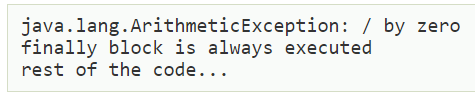 java.lang.ArithmeticException: / by zero
finally block is always executed
rest of the code...